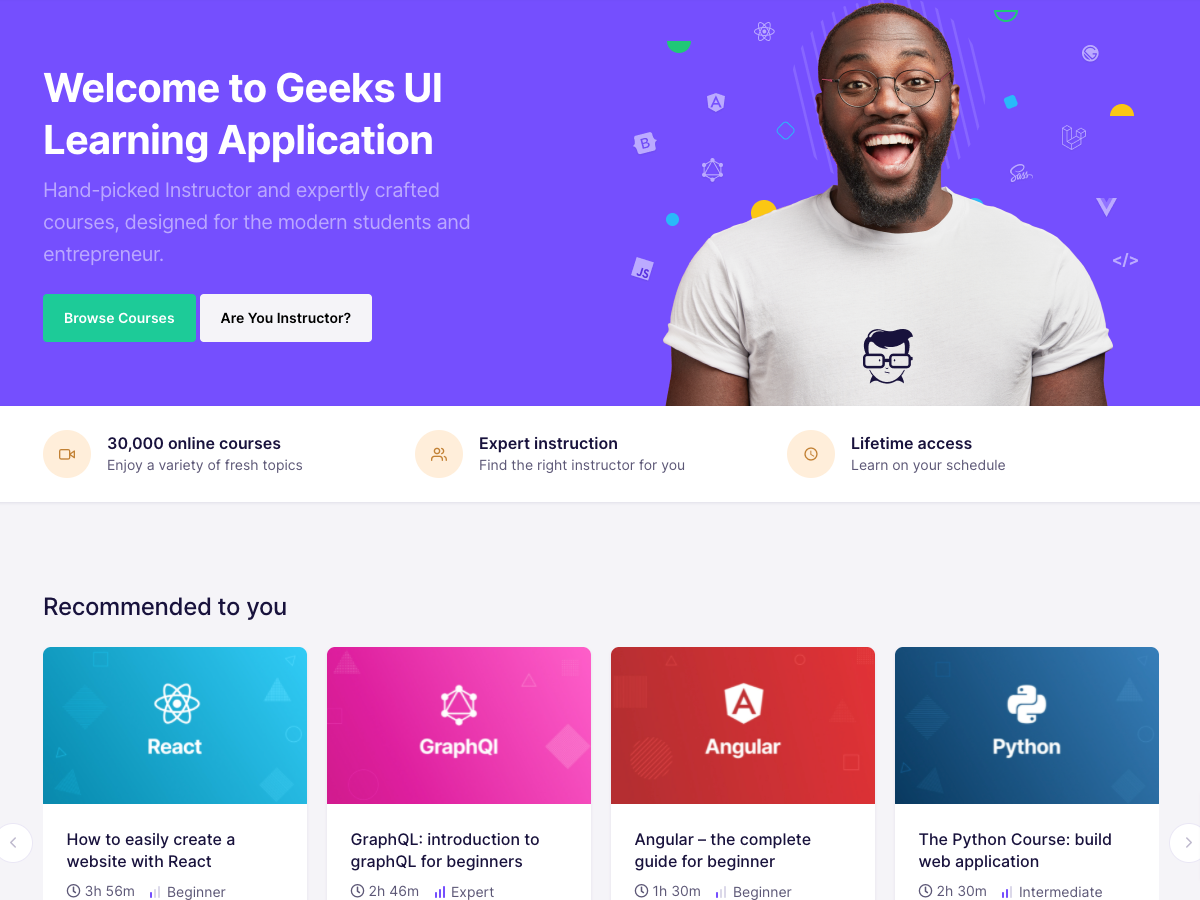 Welcome to Geeks UI
Learning Application
Hand-picked Instructor and expertly crafted
courses, designed for the modern students and
entrepreneur.
Browse Courses
Are You Instructor?
B
JS
Sass
</>
30,000 online courses
Enjoy a variety of fresh topics
Expert instruction
Find the right instructor for you
Lifetime access
Learn on your schedule
Recommended to you
React
GraphQl
Angular
Python
How to easily create a
website with React
3h 56m
Beginner
GraphQL: introduction to
graphQL for beginners
2h 46m
Expert
Angular – the complete
guide for beginner
1h 30m
Beginner
The Python Course: build
web application
2h 30m
Intermediate